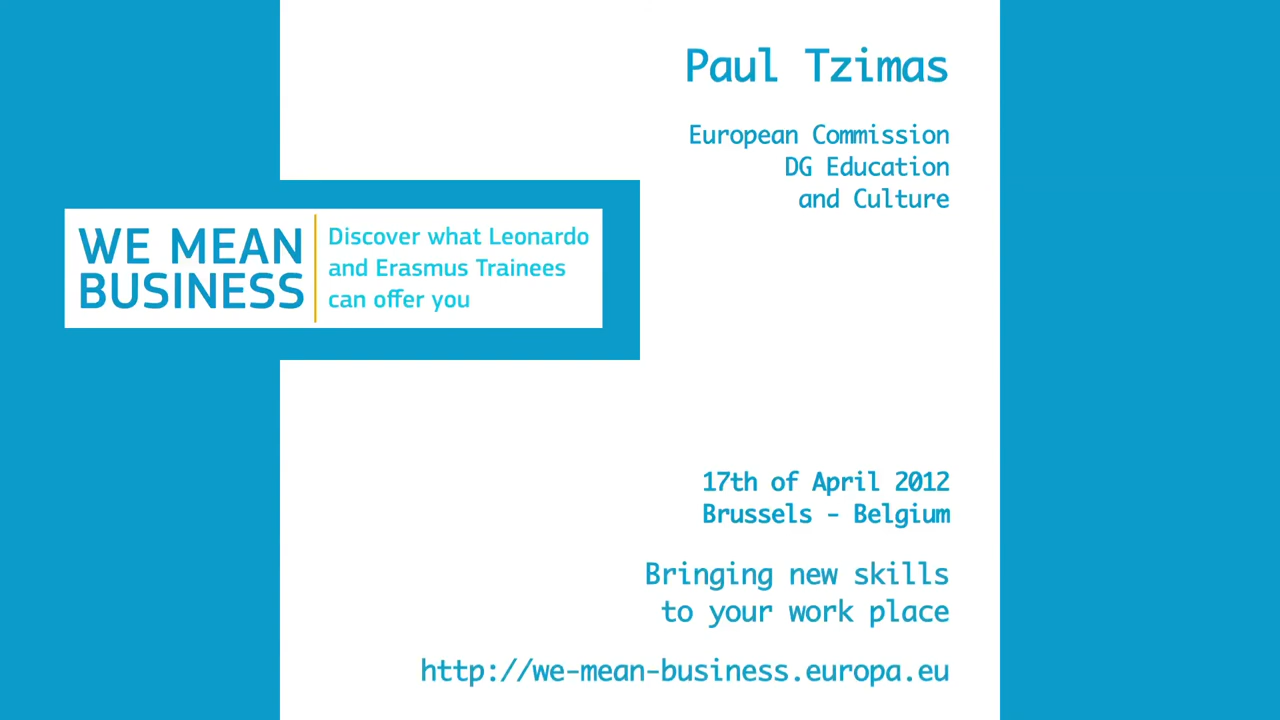 Paul Tzimas
European Commission
DG Education
and Culture
WE MEAN
BUSINESS
Discover what Leonardo
and Erasmus Trainees
can offer you
17th of April 2012
Brussels - Belgium
Bringing new skills
to your work place
http://we-mean-business.europa.eu